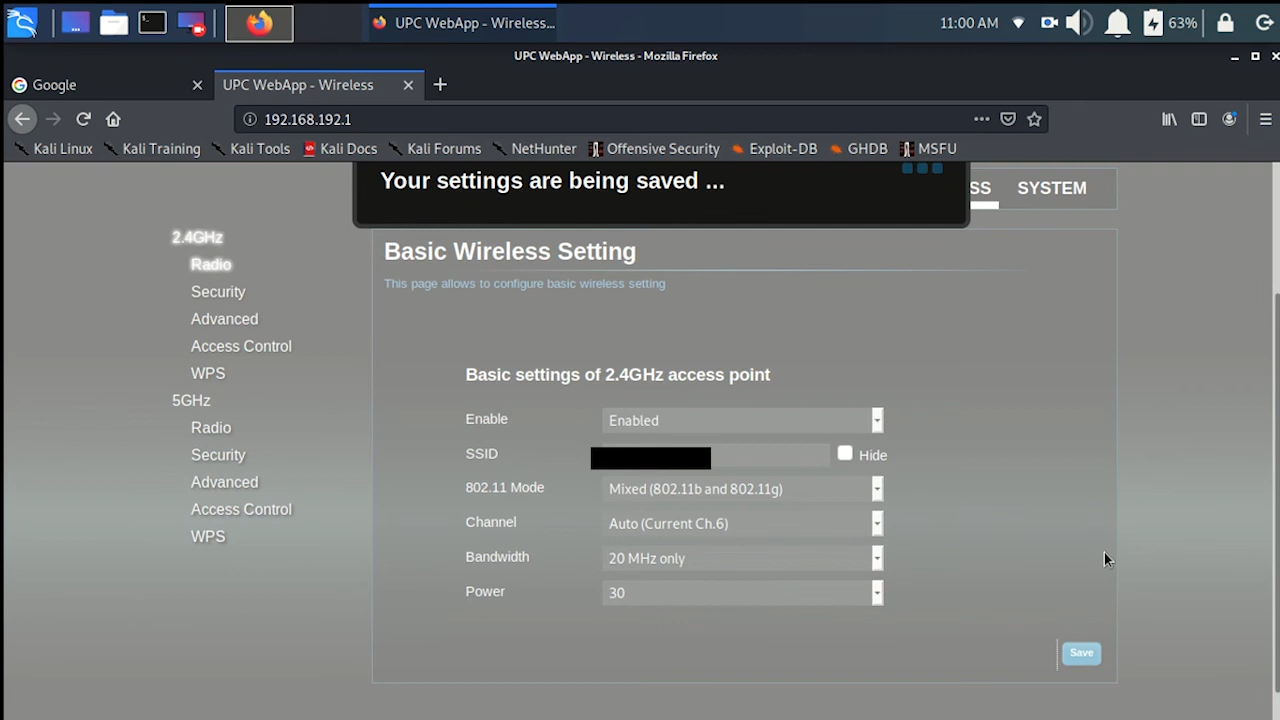 UPC WebApp - Wireless...
11:00 AM
63%
UPC WebApp - Wireless - Mozilla Firefox
Google
UPC WebApp - Wireless
192.168.192.1
Kali Linux
Kali Training
Kali Tools
Kali Docs
Kali Forums
NetHunter
Offensive Security
Exploit-DB
GHDB
MSFU
Your settings are being saved ...
SS
SYSTEM
2.4GHz
Radio
Security
Advanced
Access Control
WPS
5GHz
Radio
Security
Advanced
Access Control
WPS
Basic Wireless Setting
This page allows to configure basic wireless setting
Basic settings of 2.4GHz access point
Enable Enabled
SSID Hide
802.11 Mode Mixed (802.11b and 802.11g)
Channel Auto (Current Ch.6)
Bandwidth 20 MHz only
Power 30
Save